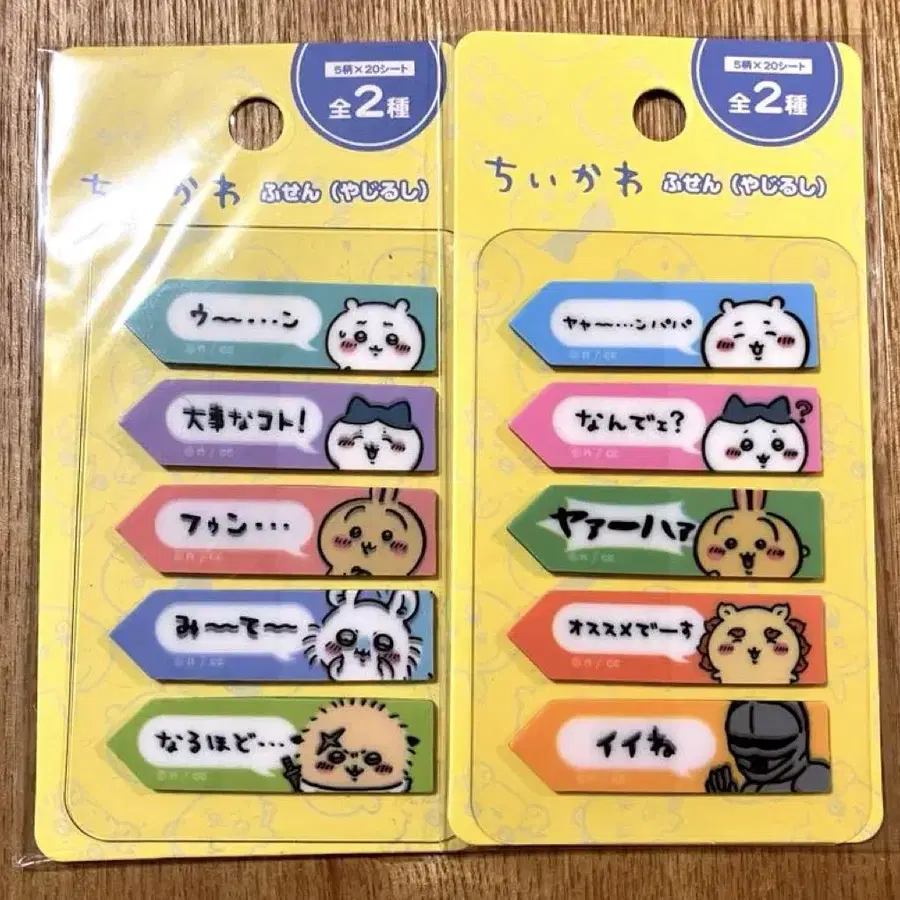 5柄×20シート
全2種
ちいかわ ふせん(やじるし)
ウ〜〜・・・ン
大事なコト!
フゥン・・・
み〜〜て〜〜
なるほど・・・
5柄×20シート
全2種
ちいかわ ふせん(やじるし)
ヤャ〜〜・・・ンパパ
なんでェ?
?
ヤァーハァ
オススメでーす
イイね